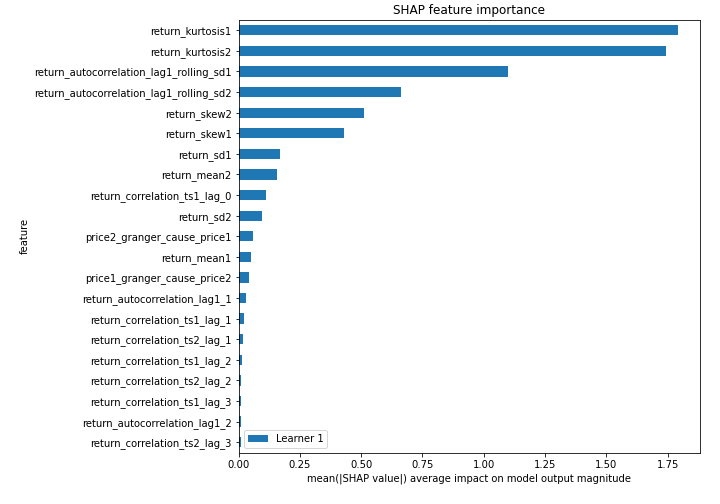 SHAP feature importance
return_kurtosis1
return_kurtosis2
return_autocorrelation_lag1_rolling_sd1
return_autocorrelation_lag1_rolling_sd2
return_skew2
return_skew1
return_sd1
return_mean2
return_correlation_ts1_lag_0
return_sd2
price2_granger_cause_price1
return_mean1
price1_granger_cause_price2
return_autocorrelation_lag1_1
return_correlation_ts1_lag_1
return_correlation_ts2_lag_1
return_correlation_ts1_lag_2
return_correlation_ts2_lag_2
return_correlation_ts1_lag_3
return_autocorrelation_lag1_2
return_correlation_ts2_lag_3
feature
Learner 1
0.00 0.25 0.50 0.75 1.00 1.25 1.50 1.75
mean(|SHAP value|) average impact on model output magnitude